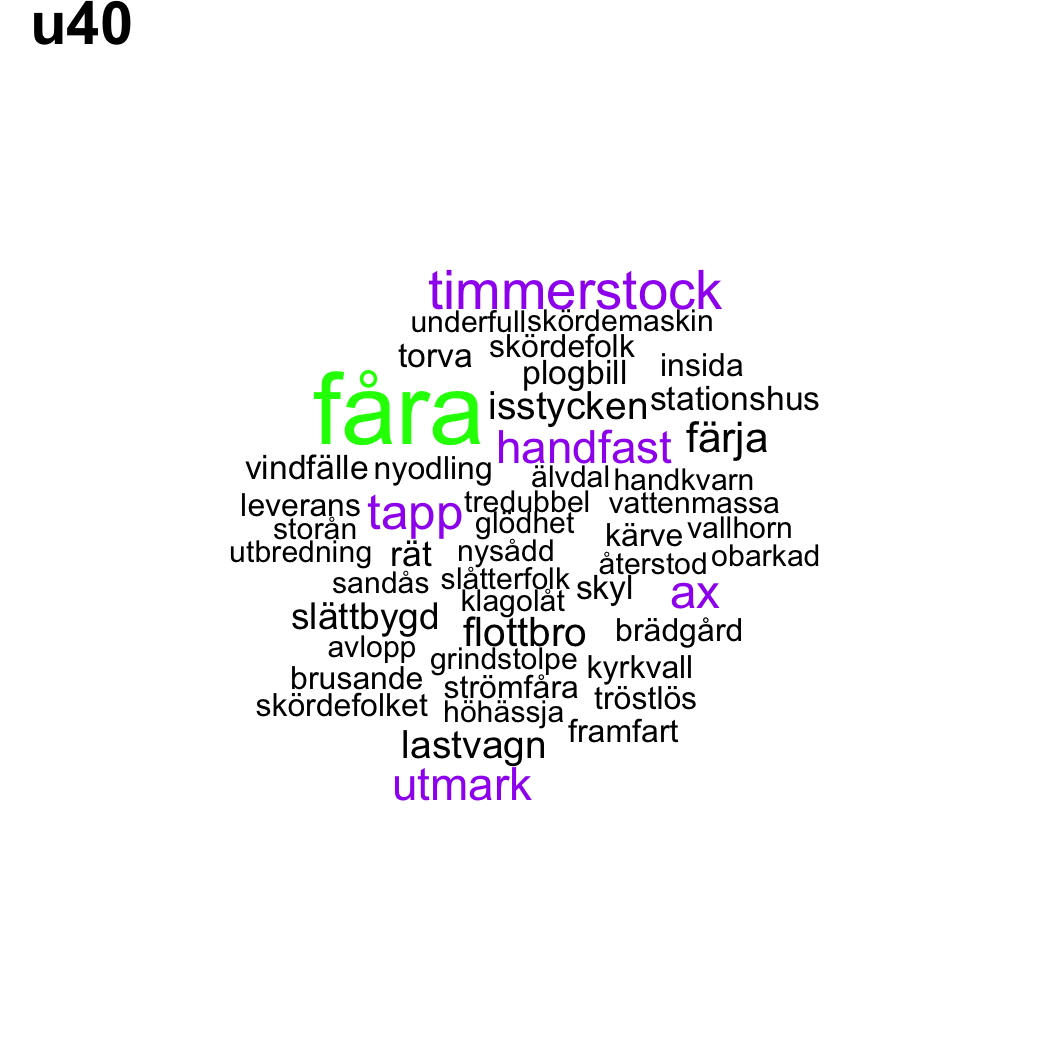 u40
timmerstock
underfull skördemaskin
torva skördefolk insida
plogbill
fåra isstycken stationshus
handfast färja
vindfälle nyodling älvdal handkvarn
leverans tapp tredubbel vattenmassa
storån glödhet kärve vallhorn
utbredning rät nysådd återstod obarkad
sandås slåtterfolk skyl ax
klagolåt
slättbygd flottbro brädgård
avlopp grindstolpe kyrkvall
brusande strömfåra tröstlös
skördefolket höhässja framfart
lastvagn
utmark